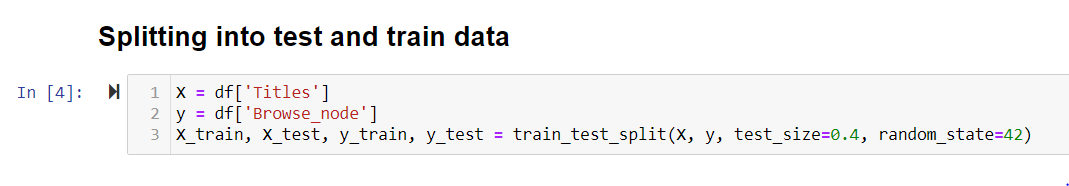 Splitting into test and train data
In [4]:
1 X = df['Titles']
2 y = df['Browse_node']
3 X_train, X_test, y_train, y_test = train_test_split(X, y, test_size=0.4, random_state=42)